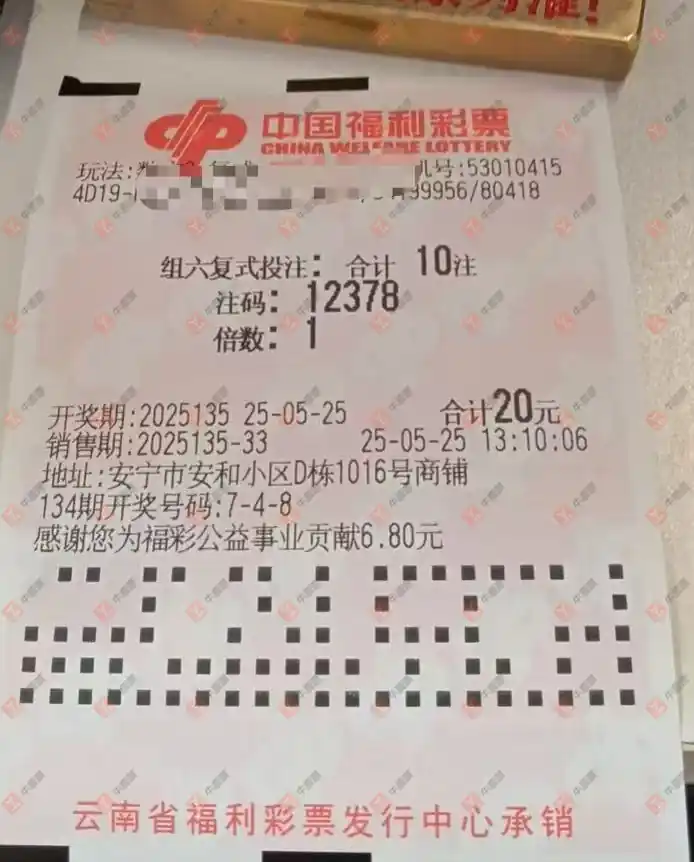 中国福利彩票
CHINA WELFARE LOTTERY
玩法: 机号:53010415
4D19- 99956/80418
组六复式投注: 合计 10注
注码: 12378
倍数: 1
开奖期:2025135 25-05-25 合计20元
销售期:2025135-33 25-05-25 13:10:06
地址:安宁市安和小区D栋1016号商铺
134期开奖号码:7-4-8
感谢您为福彩公益事业贡献6.80元
云南省福利彩票发行中心承销